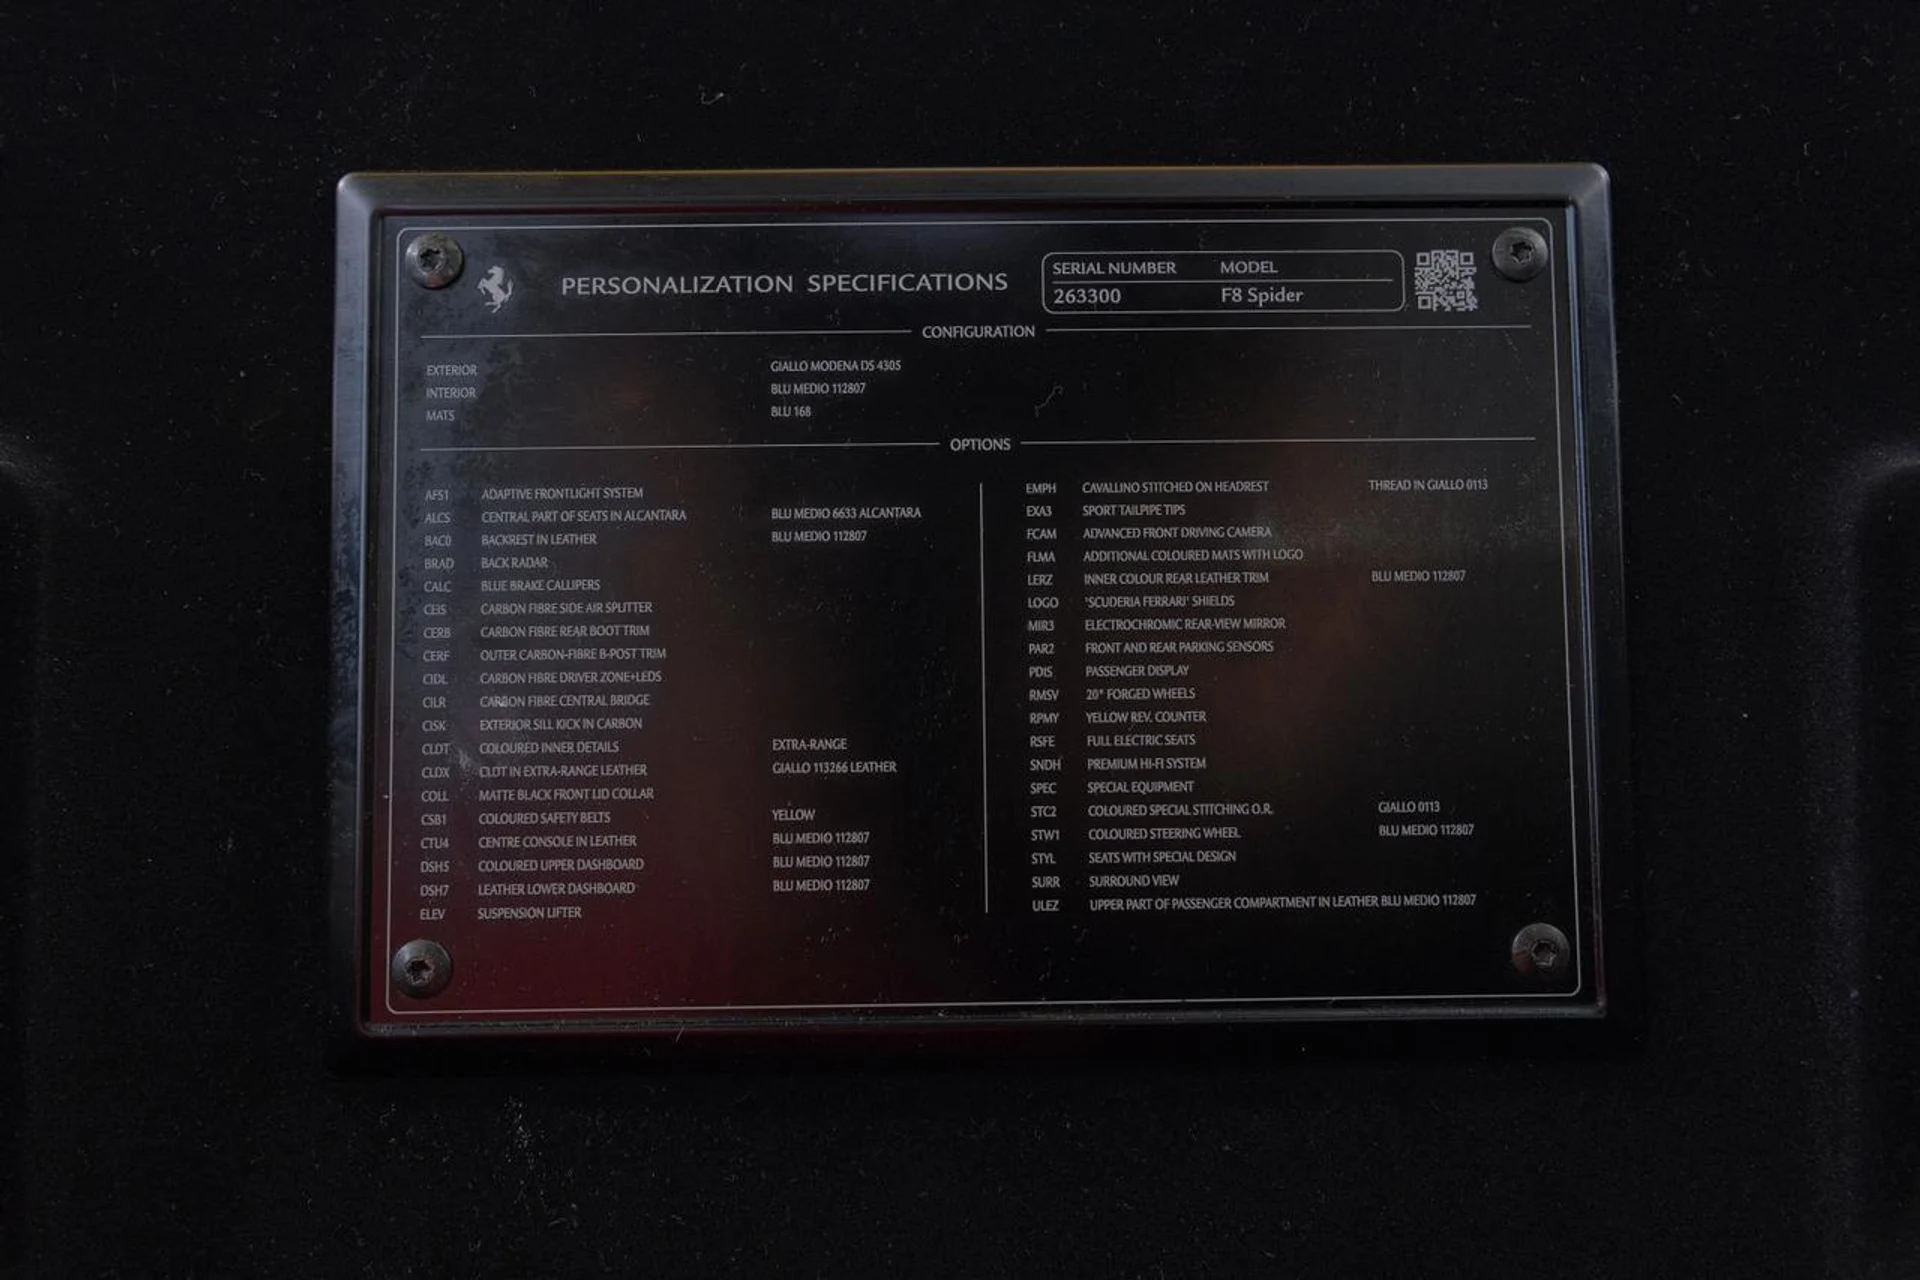 PERSONALIZATION SPECIFICATIONS
SERIAL NUMBER MODEL
263300 F8 Spider
CONFIGURATION
EXTERIOR GIALLO MODENA DS 4305
INTERIOR BLU MEDIO 112807
MATS BLU 168
OPTIONS
AFS1 ADAPTIVE FRONTLIGHT SYSTEM
ALCS CENTRAL PART OF SEATS IN ALCANTARA BLU MEDIO 6633 ALCANTARA
BAC0 BACKREST IN LEATHER BLU MEDIO 112807
BRAD BACK RADAR
CALC BLUE BRAKE CALLIPERS
CEIS CARBON FIBRE SIDE AIR SPLITTER
CERB CARBON FIBRE REAR BOOT TRIM
CERF OUTER CARBON-FIBRE B-POST TRIM
CIDL CARBON FIBRE DRIVER ZONE+LEDS
CILR CARBON FIBRE CENTRAL BRIDGE
CISK EXTERIOR SILL KICK IN CARBON
CLDT COLOURED INNER DETAILS EXTRA-RANGE
CLDX CLDT IN EXTRA-RANGE LEATHER GIALLO 113266 LEATHER
COLL MATTE BLACK FRONT LID COLLAR
CSB1 COLOURED SAFETY BELTS YELLOW
CTU4 CENTRE CONSOLE IN LEATHER BLU MEDIO 112807
DSH5 COLOURED UPPER DASHBOARD BLU MEDIO 112807
DSH7 LEATHER LOWER DASHBOARD BLU MEDIO 112807
ELEV SUSPENSION LIFTER
EMPH CAVALLINO STITCHED ON HEADREST THREAD IN GIALLO 0113
EXA3 SPORT TAILPIPE TIPS
FCAM ADVANCED FRONT DRIVING CAMERA
FLMA ADDITIONAL COLOURED MATS WITH LOGO
LERZ INNER COLOUR REAR LEATHER TRIM BLU MEDIO 112807
LOGO 'SCUDERIA FERRARI' SHIELDS
MIR3 ELECTROCHROMIC REAR-VIEW MIRROR
PAR2 FRONT AND REAR PARKING SENSORS
PDIS PASSENGER DISPLAY
RMSV 20" FORGED WHEELS
RPMY YELLOW REV. COUNTER
RSFE FULL ELECTRIC SEATS
SNDH PREMIUM HI-FI SYSTEM
SPEC SPECIAL EQUIPMENT
STC2 COLOURED SPECIAL STITCHING O.R. GIALLO 0113
STW1 COLOURED STEERING WHEEL BLU MEDIO 112807
STYL SEATS WITH SPECIAL DESIGN
SURR SURROUND VIEW
ULEZ UPPER PART OF PASSENGER COMPARTMENT IN LEATHER BLU MEDIO 112807